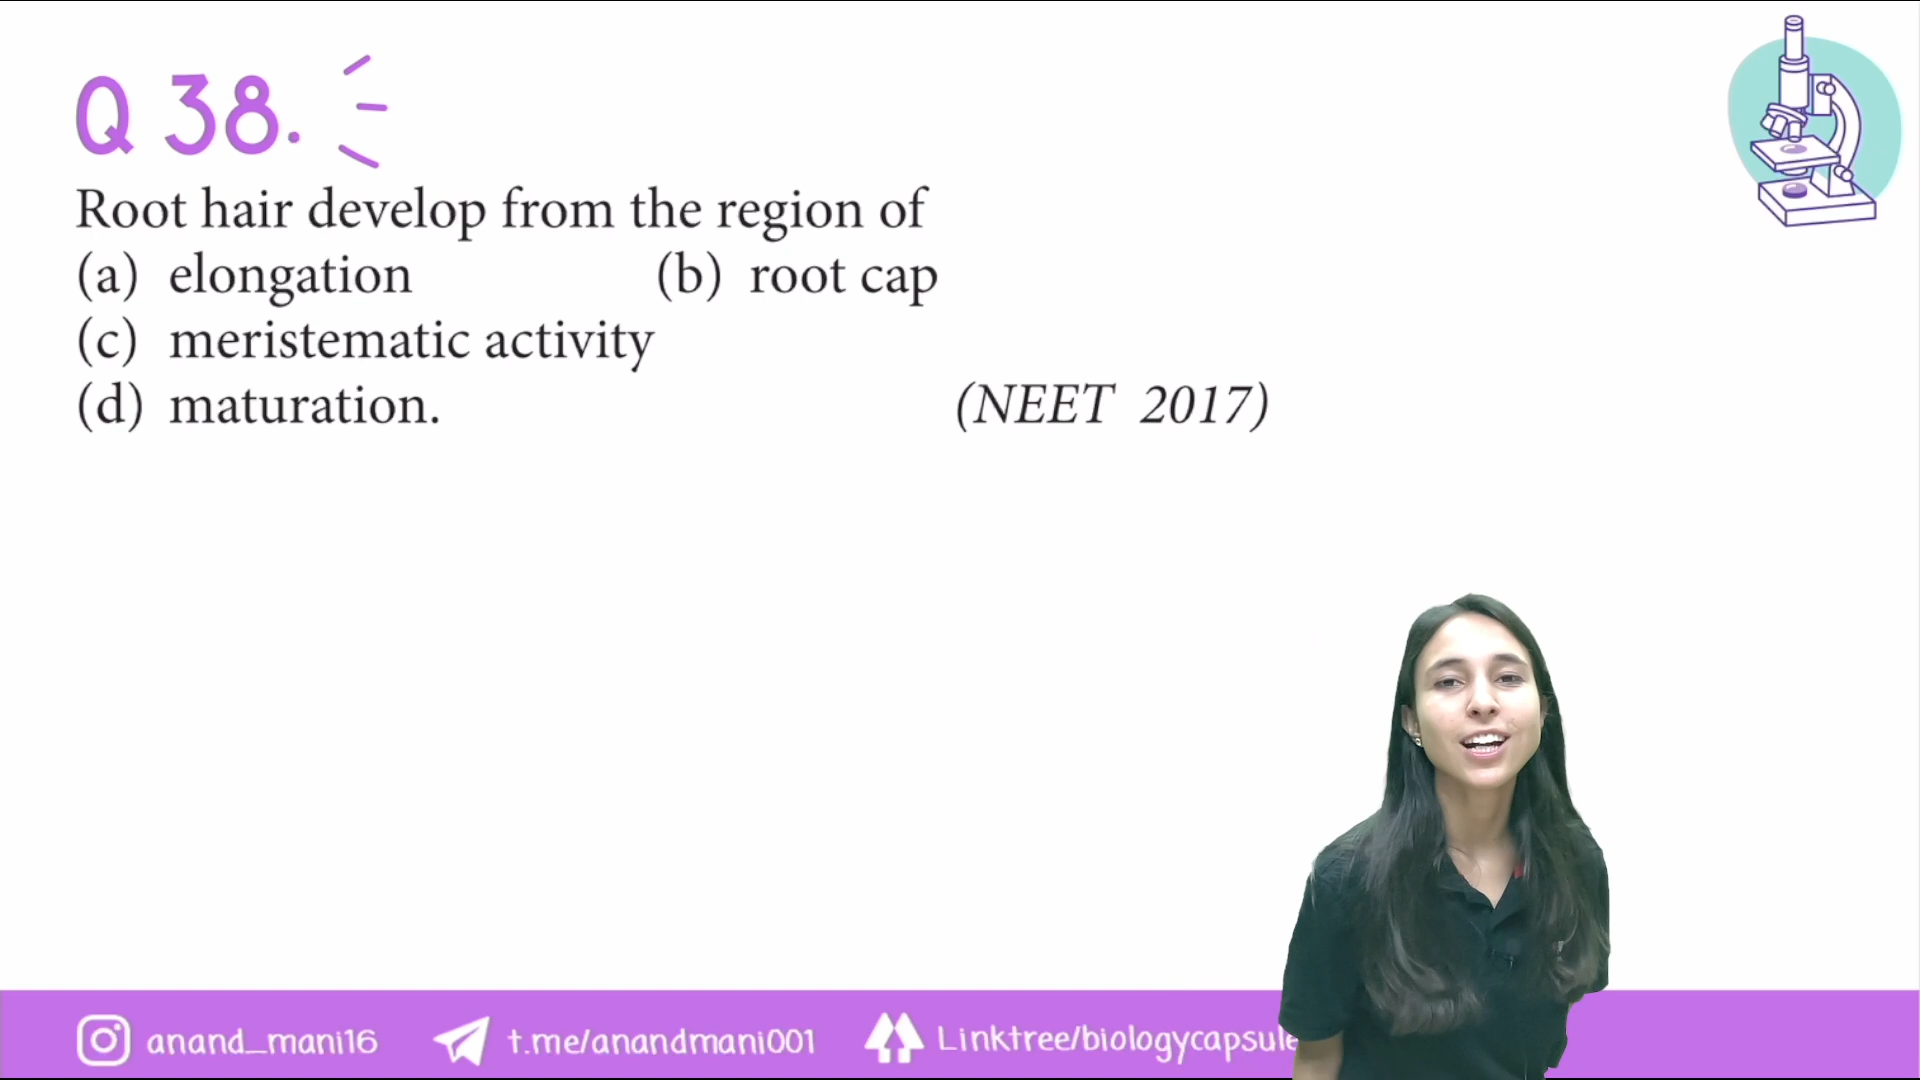 Q 38.
Root hair develop from the region of
(a) elongation (b) root cap
(c) meristematic activity
(d) maturation. (NEET 2017)
anand_mani16 t.me/anandmani001 Linktree/biologycapsule